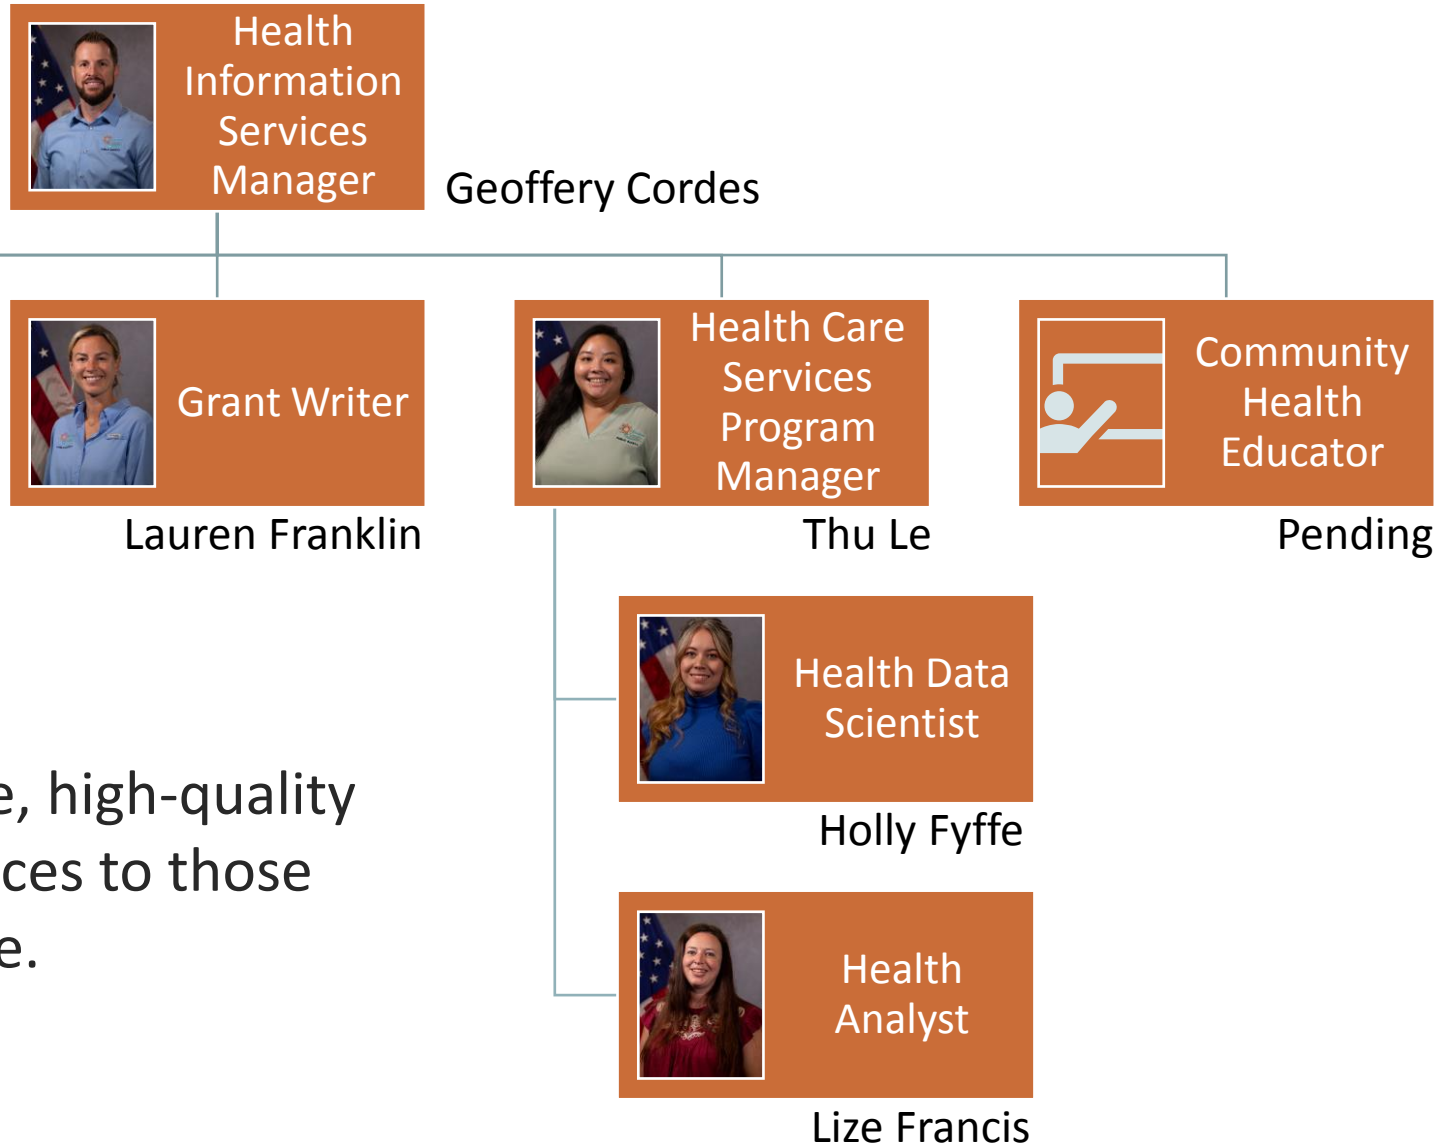 Health
Information
Services
Manager
Geoffery Cordes
Grant Writer
Lauren Franklin
Health Care
Services
Program
Manager
Thu Le
Community
Health
Educator
Pending
Health Data
Scientist
Holly Fyffe
Health
Analyst
Lize Francis
e, high-quality
ces to those
e.